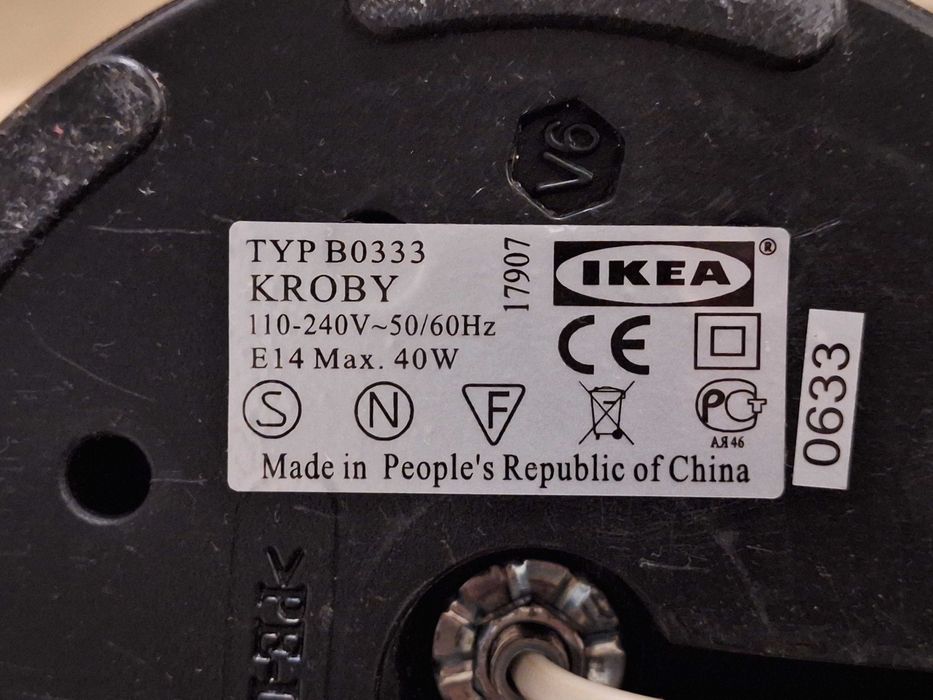 V6
TYP B0333
KROBY
110-240V~50/60Hz
E14 Max. 40W
17907
IKEA®
CE
S N F PCT
АЯ46
Made in People's Republic of China
0633